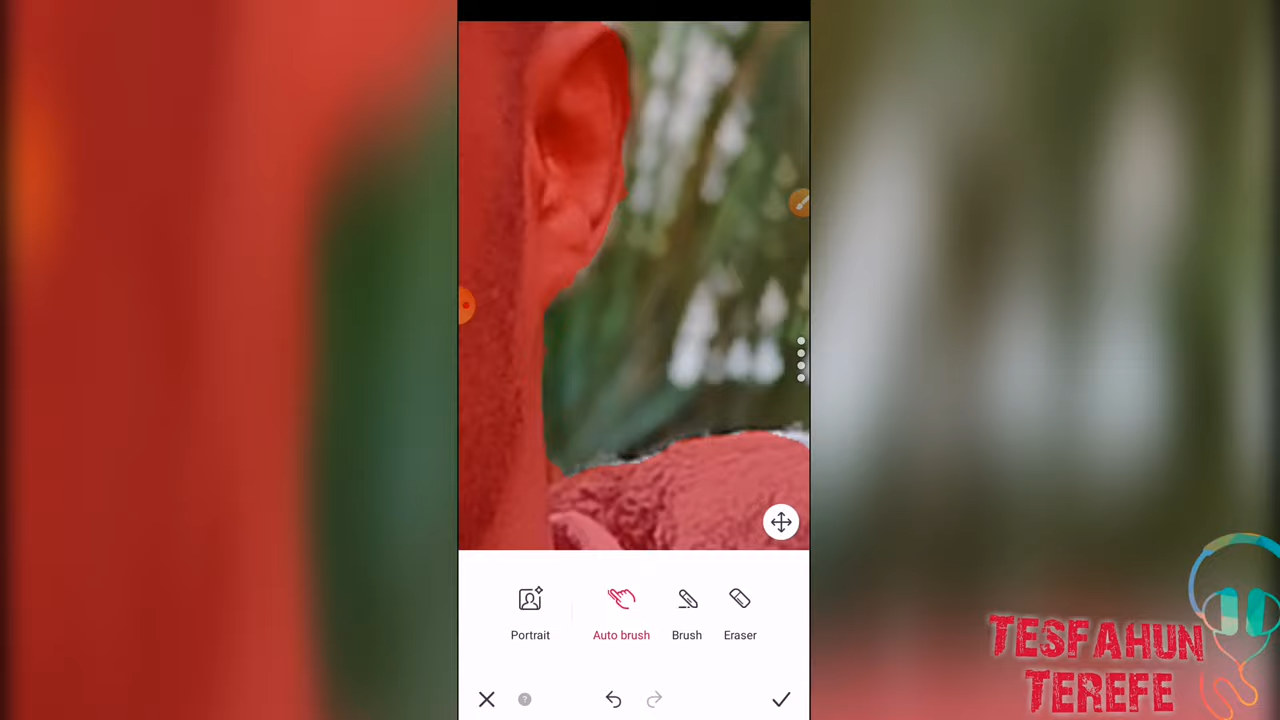 Portrait
Auto brush
Brush
Eraser
?
TESFAHUN
TEREFE